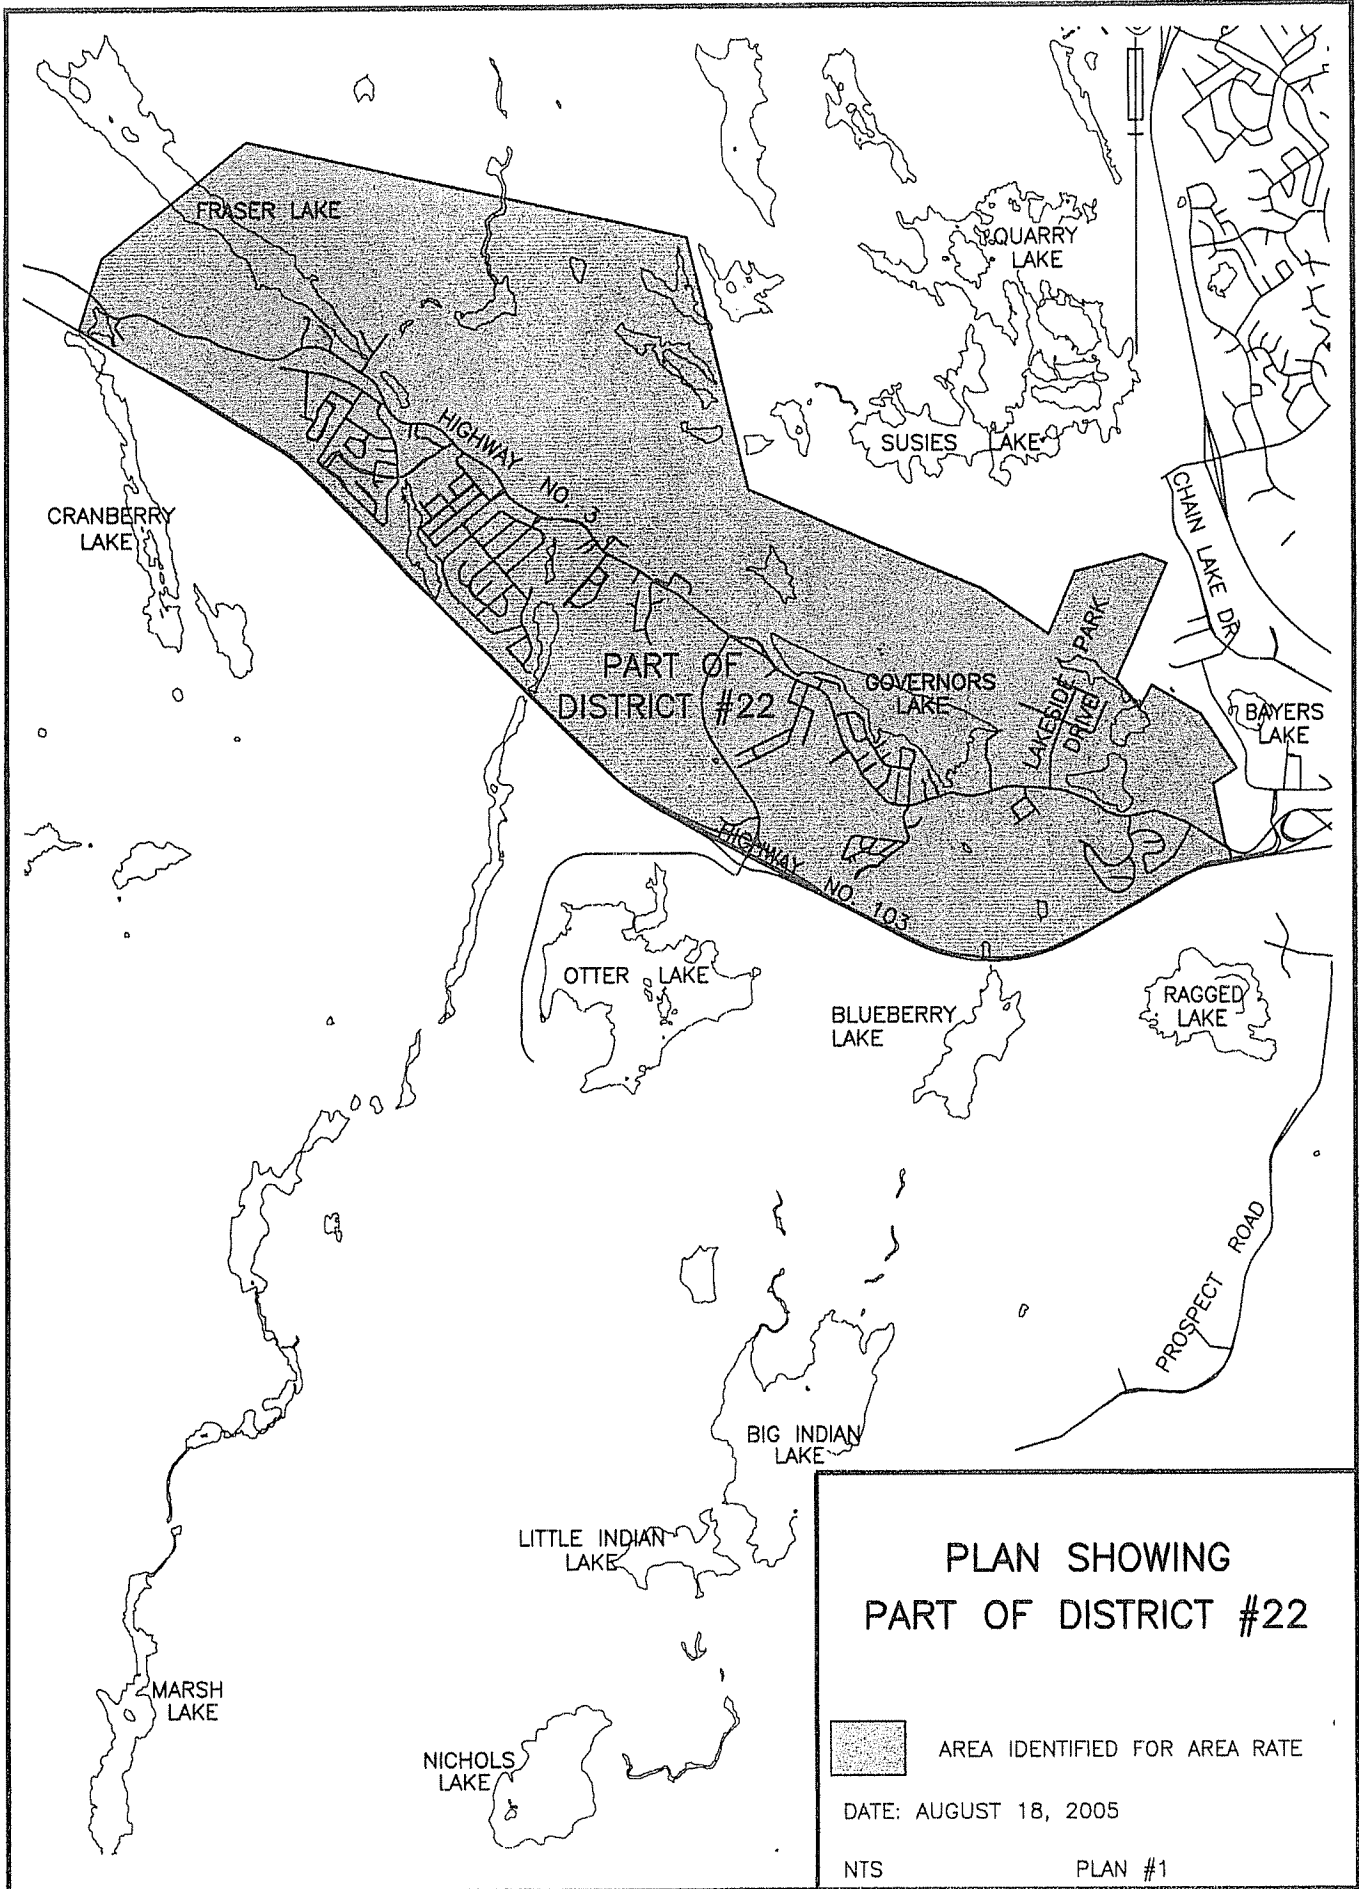 FRASER LAKE
QUARRY
LAKE
SUSIES LAKE
HIGHWAY NO. 3
CRANBERRY
LAKE
CHAIN LAKE DR
PART OF
DISTRICT #22
GOVERNORS
LAKE
LAKESIDE PARK
DRIVE
BAYERS
LAKE
HIGHWAY NO. 103
OTTER LAKE
BLUEBERRY
LAKE
RAGGED
LAKE
PROSPECT ROAD
BIG INDIAN
LAKE
LITTLE INDIAN
LAKE
MARSH
LAKE
NICHOLS
LAKE
PLAN SHOWING
PART OF DISTRICT #22
AREA IDENTIFIED FOR AREA RATE
DATE: AUGUST 18, 2005
NTS PLAN #1